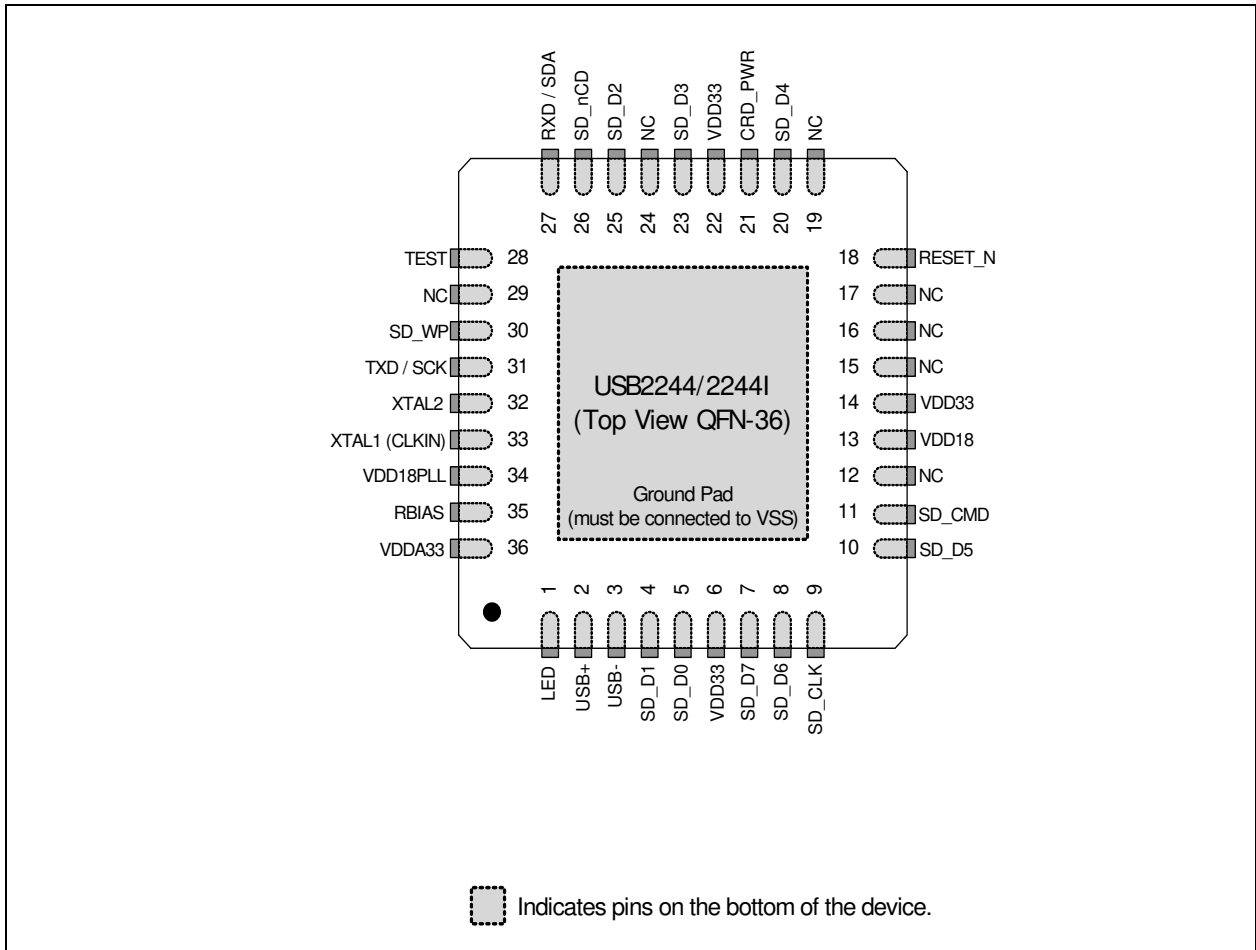 RXD / SDA
SD_nCD
SD_D2
NC
SD_D3
VDD33
CRD_PWR
SD_D4
NC
27
26
25
24
23
22
21
20
19
TEST 28
NC 29
SD_WP 30
TXD / SCK 31
XTAL2 32
XTAL1 (CLKIN) 33
VDD18PLL 34
RBIAS 35
VDDA33 36
USB2244/2244I
(Top View QFN-36)
Ground Pad
(must be connected to VSS)
18 RESET_N
17 NC
16 NC
15 NC
14 VDD33
13 VDD18
12 NC
11 SD_CMD
10 SD_D5
1
2
3
4
5
6
7
8
9
LED
USB+
USB-
SD_D1
SD_D0
VDD33
SD_D7
SD_D6
SD_CLK
Indicates pins on the bottom of the device.